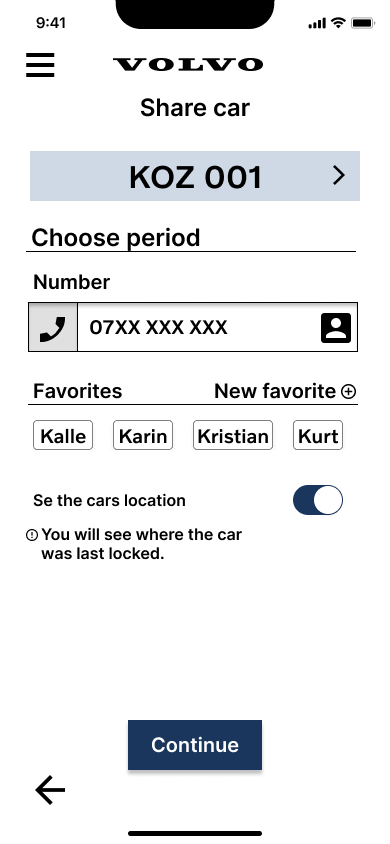 9:41
VOLVO
Share car
KOZ 001
Choose period
Number
07XX XXX XXX
Favorites New favorite
Kalle Karin Kristian Kurt
Se the cars location
You will see where the car
was last locked.
Continue